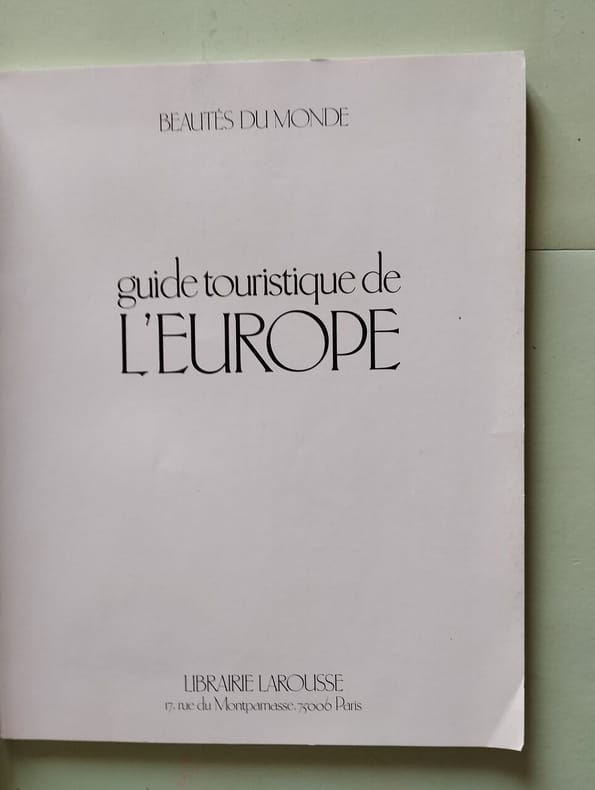 BEAUTÉS DU MONDE
guide touristique de
L'EUROPE
LIBRAIRIE LAROUSSE
17, rue du Montparnasse, 75006 Paris